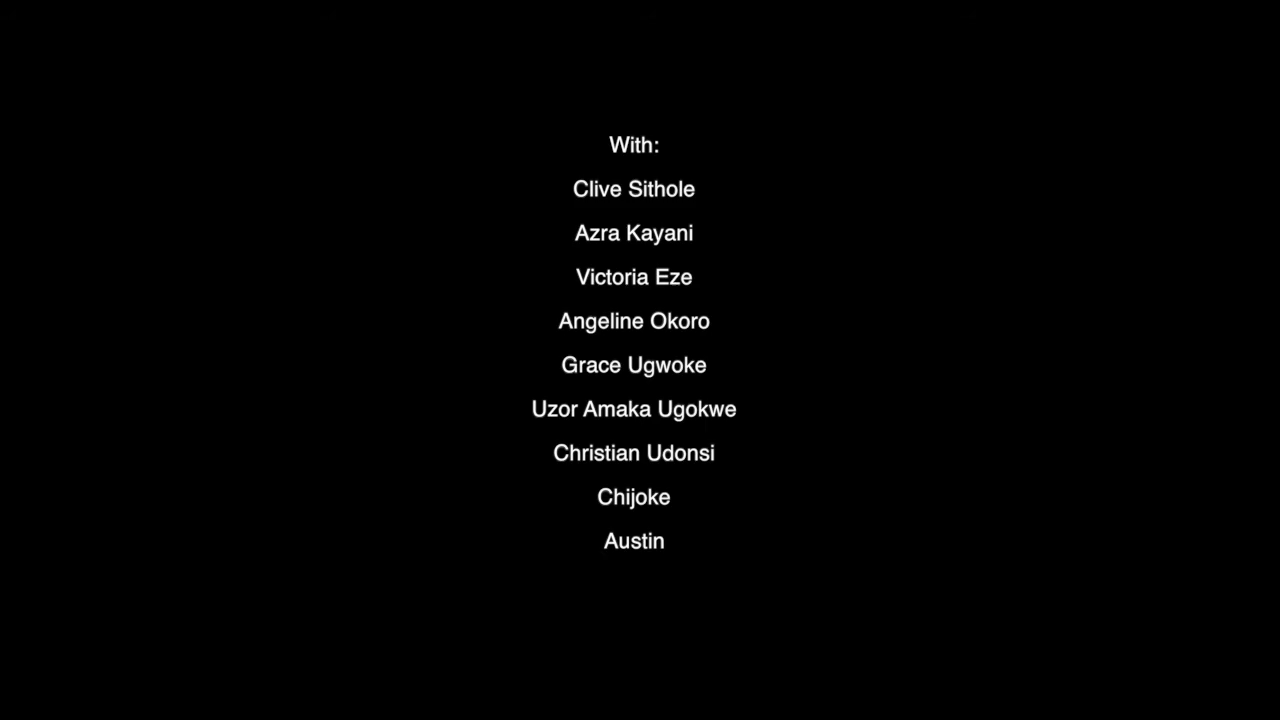 With:
Clive Sithole
Azra Kayani
Victoria Eze
Angeline Okoro
Grace Ugwoke
Uzor Amaka Ugokwe
Christian Udonsi
Chijoke
Austin